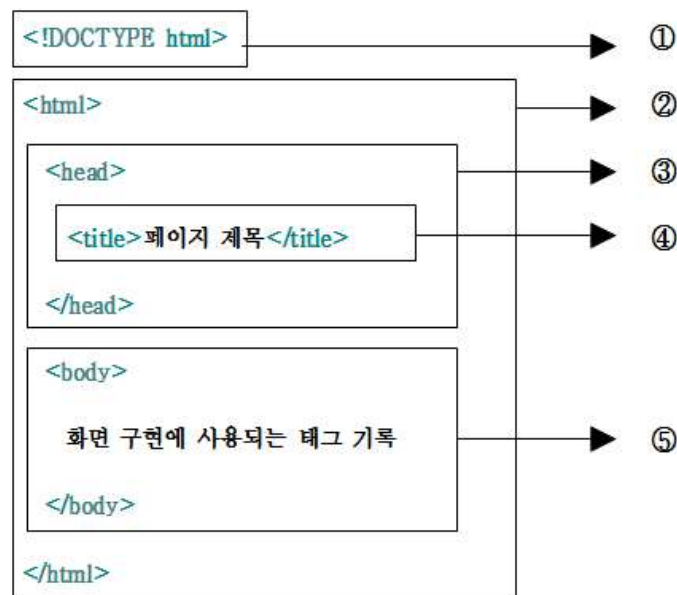 <!DOCTYPE html> ①
<html> ②
<head> ③
<title>페이지 제목</title> ④
</head>
<body>
화면 구현에 사용되는 태그 기록 ⑤
</body>
</html>